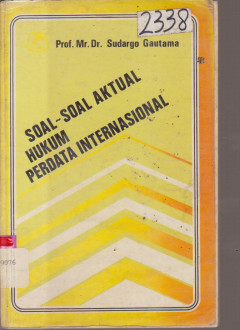 2338
Prof. Mr. Dr. Sudargo Gautama
SOAL-SOAL AKTUAL
HUKUM
PERDATA INTERNASIONAL